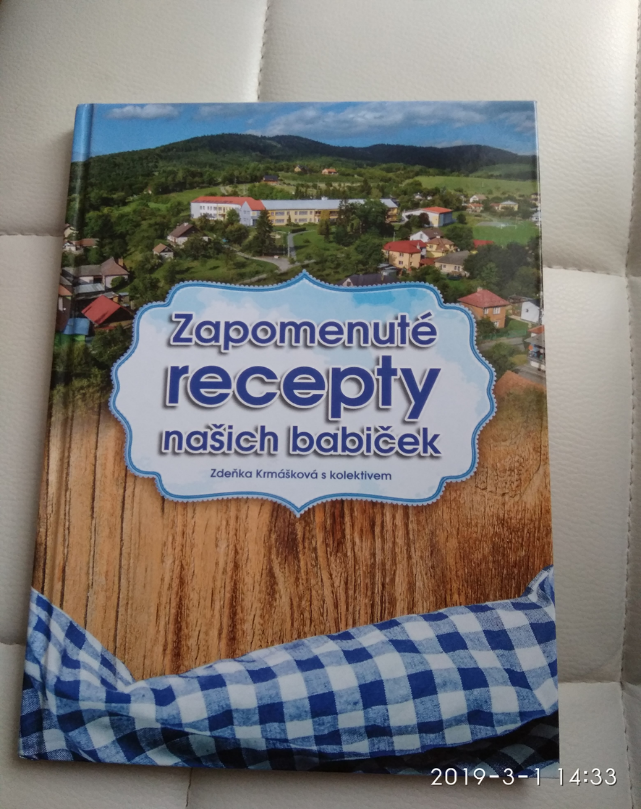 Zapomenuté
recepty
našich babiček
Zdeňka Krmášková s kolektivem
2019-3-1 14:33